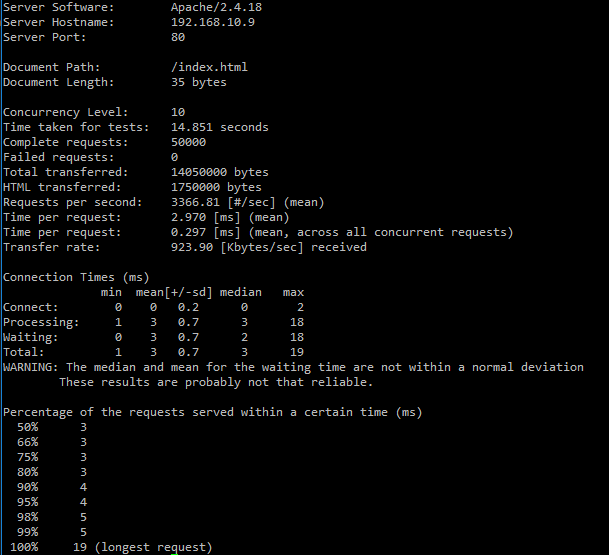 Server Software:        Apache/2.4.18
Server Hostname:        192.168.10.9
Server Port:            80

Document Path:          /index.html
Document Length:        35 bytes

Concurrency Level:      10
Time taken for tests:   14.851 seconds
Complete requests:      50000
Failed requests:        0
Total transferred:      14050000 bytes
HTML transferred:       1750000 bytes
Requests per second:    3366.81 [#/sec] (mean)
Time per request:       2.970 [ms] (mean)
Time per request:       0.297 [ms] (mean, across all concurrent requests)
Transfer rate:          923.90 [Kbytes/sec] received

Connection Times (ms)
              min  mean[+/-sd] median   max
Connect:        0    0   0.2      0       2
Processing:     1    3   0.7      3      18
Waiting:        0    3   0.7      2      18
Total:          1    3   0.7      3      19
WARNING: The median and mean for the waiting time are not within a normal deviation
        These results are probably not that reliable.

Percentage of the requests served within a certain time (ms)
  50%      3
  66%      3
  75%      3
  80%      3
  90%      4
  95%      4
  98%      5
  99%      5
 100%     19 (longest request)